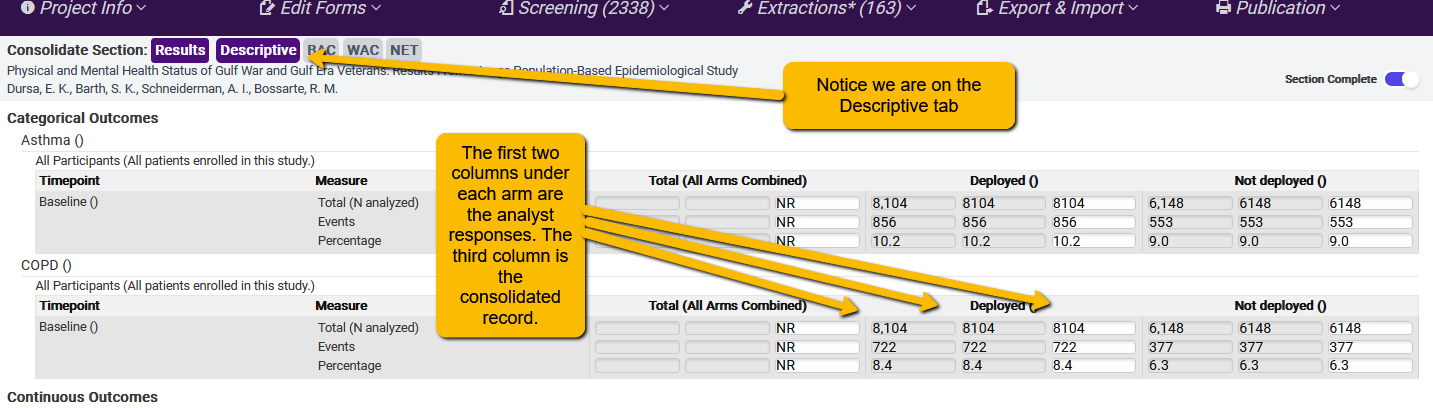 Project Info
Edit Forms
Screening (2338)
Extractions* (163)
Export & Import
Publication
Consolidate Section: Results Descriptive BAC WAC NET
Physical and Mental Health Status of Gulf War and Gulf Era Veterans: Results Population-Based Epidemiological Study
Dursa, E. K., Barth, S. K., Schneiderman, A. I., Bossarte, R. M.
Section Complete
Notice we are on the
Descriptive tab
Categorical Outcomes
Asthma ()
All Participants (All patients enrolled in this study.)
Timepoint Measure Total (All Arms Combined) Deployed () Not deployed ()
Baseline () Total (N analyzed) NR 8,104 8104 8104 6,148 6148 6148
Events NR 856 856 856 553 553 553
Percentage NR 10.2 10.2 10.2 9.0 9.0 9.0
The first two
columns under
each arm are
the analyst
responses. The
third column is
the
consolidated
record.
COPD ()
All Participants (All patients enrolled in this study.)
Timepoint Measure Total (All Arms Combined) Deployed () Not deployed ()
Baseline () Total (N analyzed) NR 8,104 8104 8104 6,148 6148 6148
Events NR 722 722 722 377 377 377
Percentage NR 8.4 8.4 8.4 6.3 6.3 6.3
Continuous Outcomes